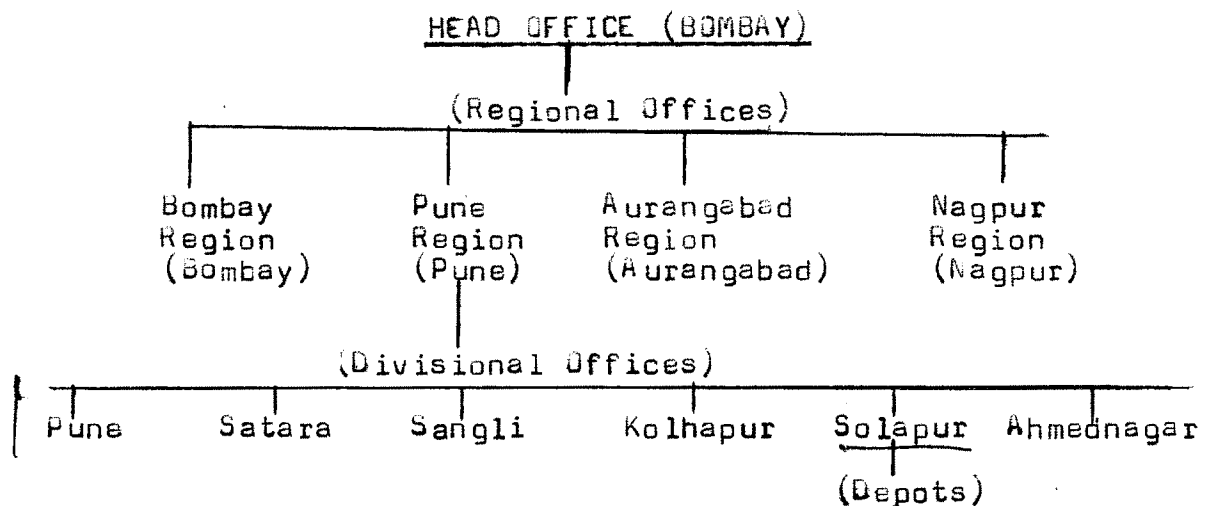 HEAD OFFICE (BOMBAY)
(Regional Offices)
Bombay Pune Aurangabad Nagpur
Region Region Region Region
(Bombay) (Pune) (Aurangabad) (Nagpur)
(Divisional Offices)
Pune Satara Sangli Kolhapur Solapur Ahmednagar
(Depots)